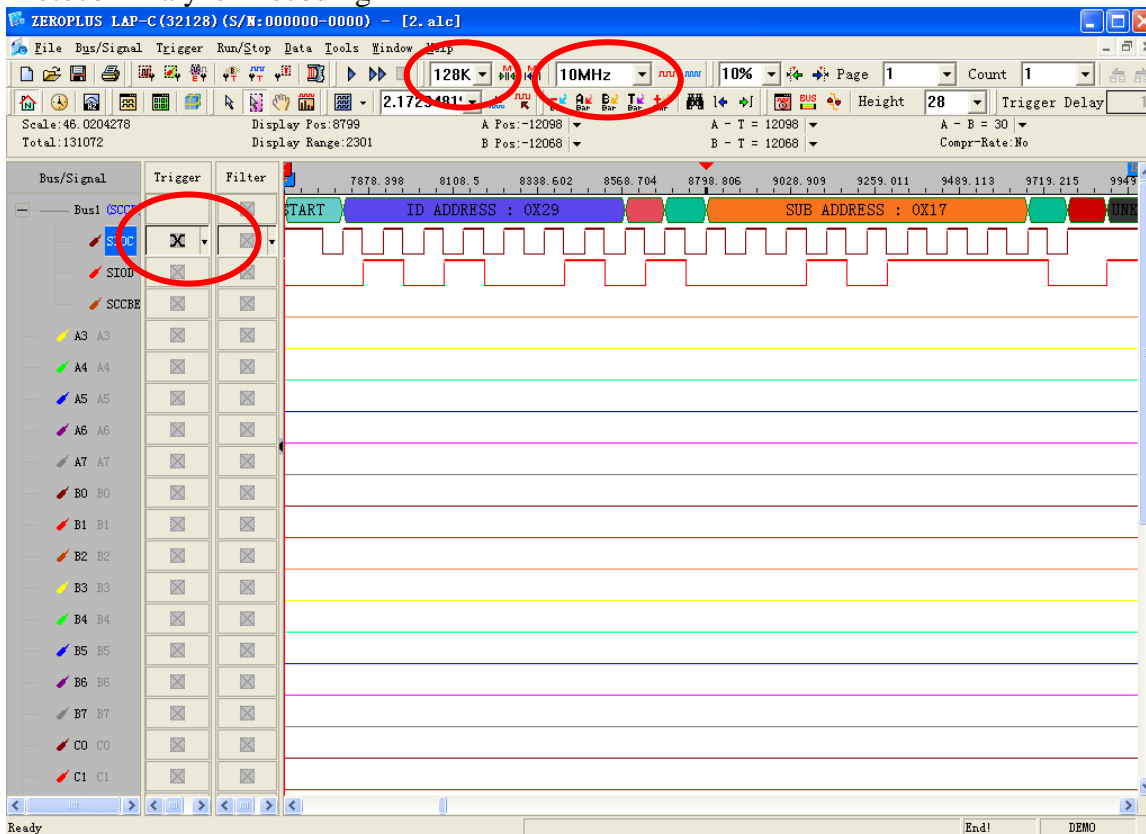 ZEROPLUS LAP-C(32128)(S/N:000000-0000) - [2.alc]
File Bus/Signal Trigger Run/Stop Data Tools Window Help
128K 10MHz 10% Page 1 Count 1
Height 28 Trigger Delay
Scale:46.0204278 Display Pos:8799 A Pos:-12098 A - T = 12098 A - B = 30
Total:131072 Display Range:2301 B Pos:-12068 B - T = 12068 Compr-Rate:No
Bus/Signal Trigger Filter 7878.398 8108.5 8338.602 8568.704 8798.806 9028.909 9259.011 9489.113 9719.215 9949
Bus1 (SCCB START ID ADDRESS : 0X29 SUB ADDRESS : 0X17 UNK
SIOC
SIOD
SCCBE
A3 A3
A4 A4
A5 A5
A6 A6
A7 A7
B0 B0
B1 B1
B2 B2
B3 B3
B4 B4
B5 B5
B6 B6
B7 B7
C0 C0
C1 C1
Ready End! DEMO